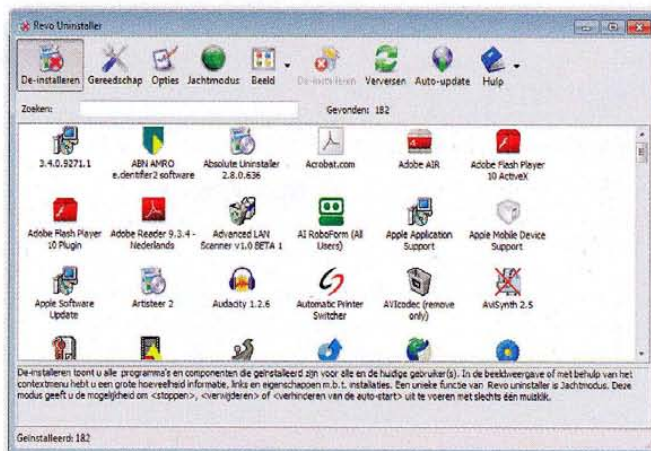 Revo Uninstaller
De-installeren Gereedschap Opties Jachtmodus Beeld De-installeren Verversen Auto-update Hulp
Zoeken: Gevonden: 182
3.4.0.9271.1 ABN AMRO Absolute Uninstaller Acrobat.com Adobe AIR Adobe Flash Player
e.dentifier2 software 2.8.0.636 10 ActiveX
Adobe Flash Player Adobe Reader 9.3.4 - Advanced LAN AI RoboForm (All Apple Application Apple Mobile Device
10 Plugin Nederlands Scanner v1.0 BETA 1 Users) Support Support
Apple Software Artisteer 2 Audacity 1.2.6 Automatic Printer AVIcodec (remove AviSynth 2.5
Update Switcher only)
De-installeren toont u alle programma's en componenten die geïnstalleerd zijn voor alle en de huidige gebruiker(s). In de beeldweergave of met behulp van het
contextmenu hebt u een grote hoeveelheid informatie, links en eigenschappen m.b.t. installaties. Een unieke functie van Revo uninstaller is Jachtmodus. Deze
modus geeft u de mogelijkheid om <stoppen>, <verwijderen> of <verhinderen van de auto-start> uit te voeren met slechts één muisklik.
Geïnstalleerd: 182